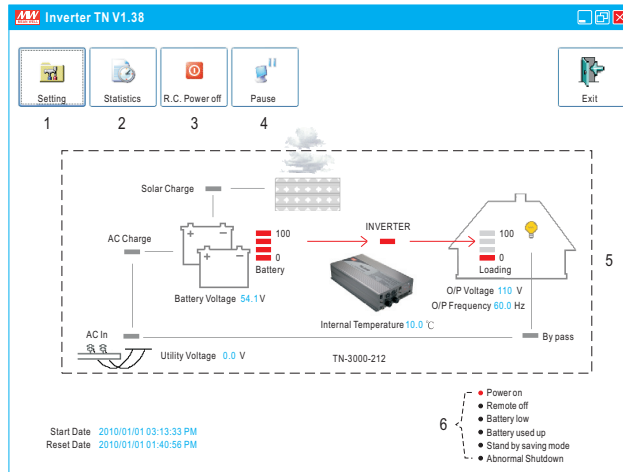 MW MEAN WELL Inverter TN V1.38
Setting
Statistics
R.C. Power off
Pause
Exit
1
2
3
4
Solar Charge
AC Charge
100
0
Battery
INVERTER
100
0
Loading
5
Battery Voltage 54.1V
O/P Voltage 110 V
O/P Frequency 60.0 Hz
Internal Temperature 10.0 ℃
AC In
By pass
Utility Voltage 0.0 V
TN-3000-212
6
Power on
Remote off
Battery low
Battery used up
Stand by saving mode
Abnormal Shutdown
Start Date 2010/01/01 03:13:33 PM
Reset Date 2010/01/01 01:40:56 PM